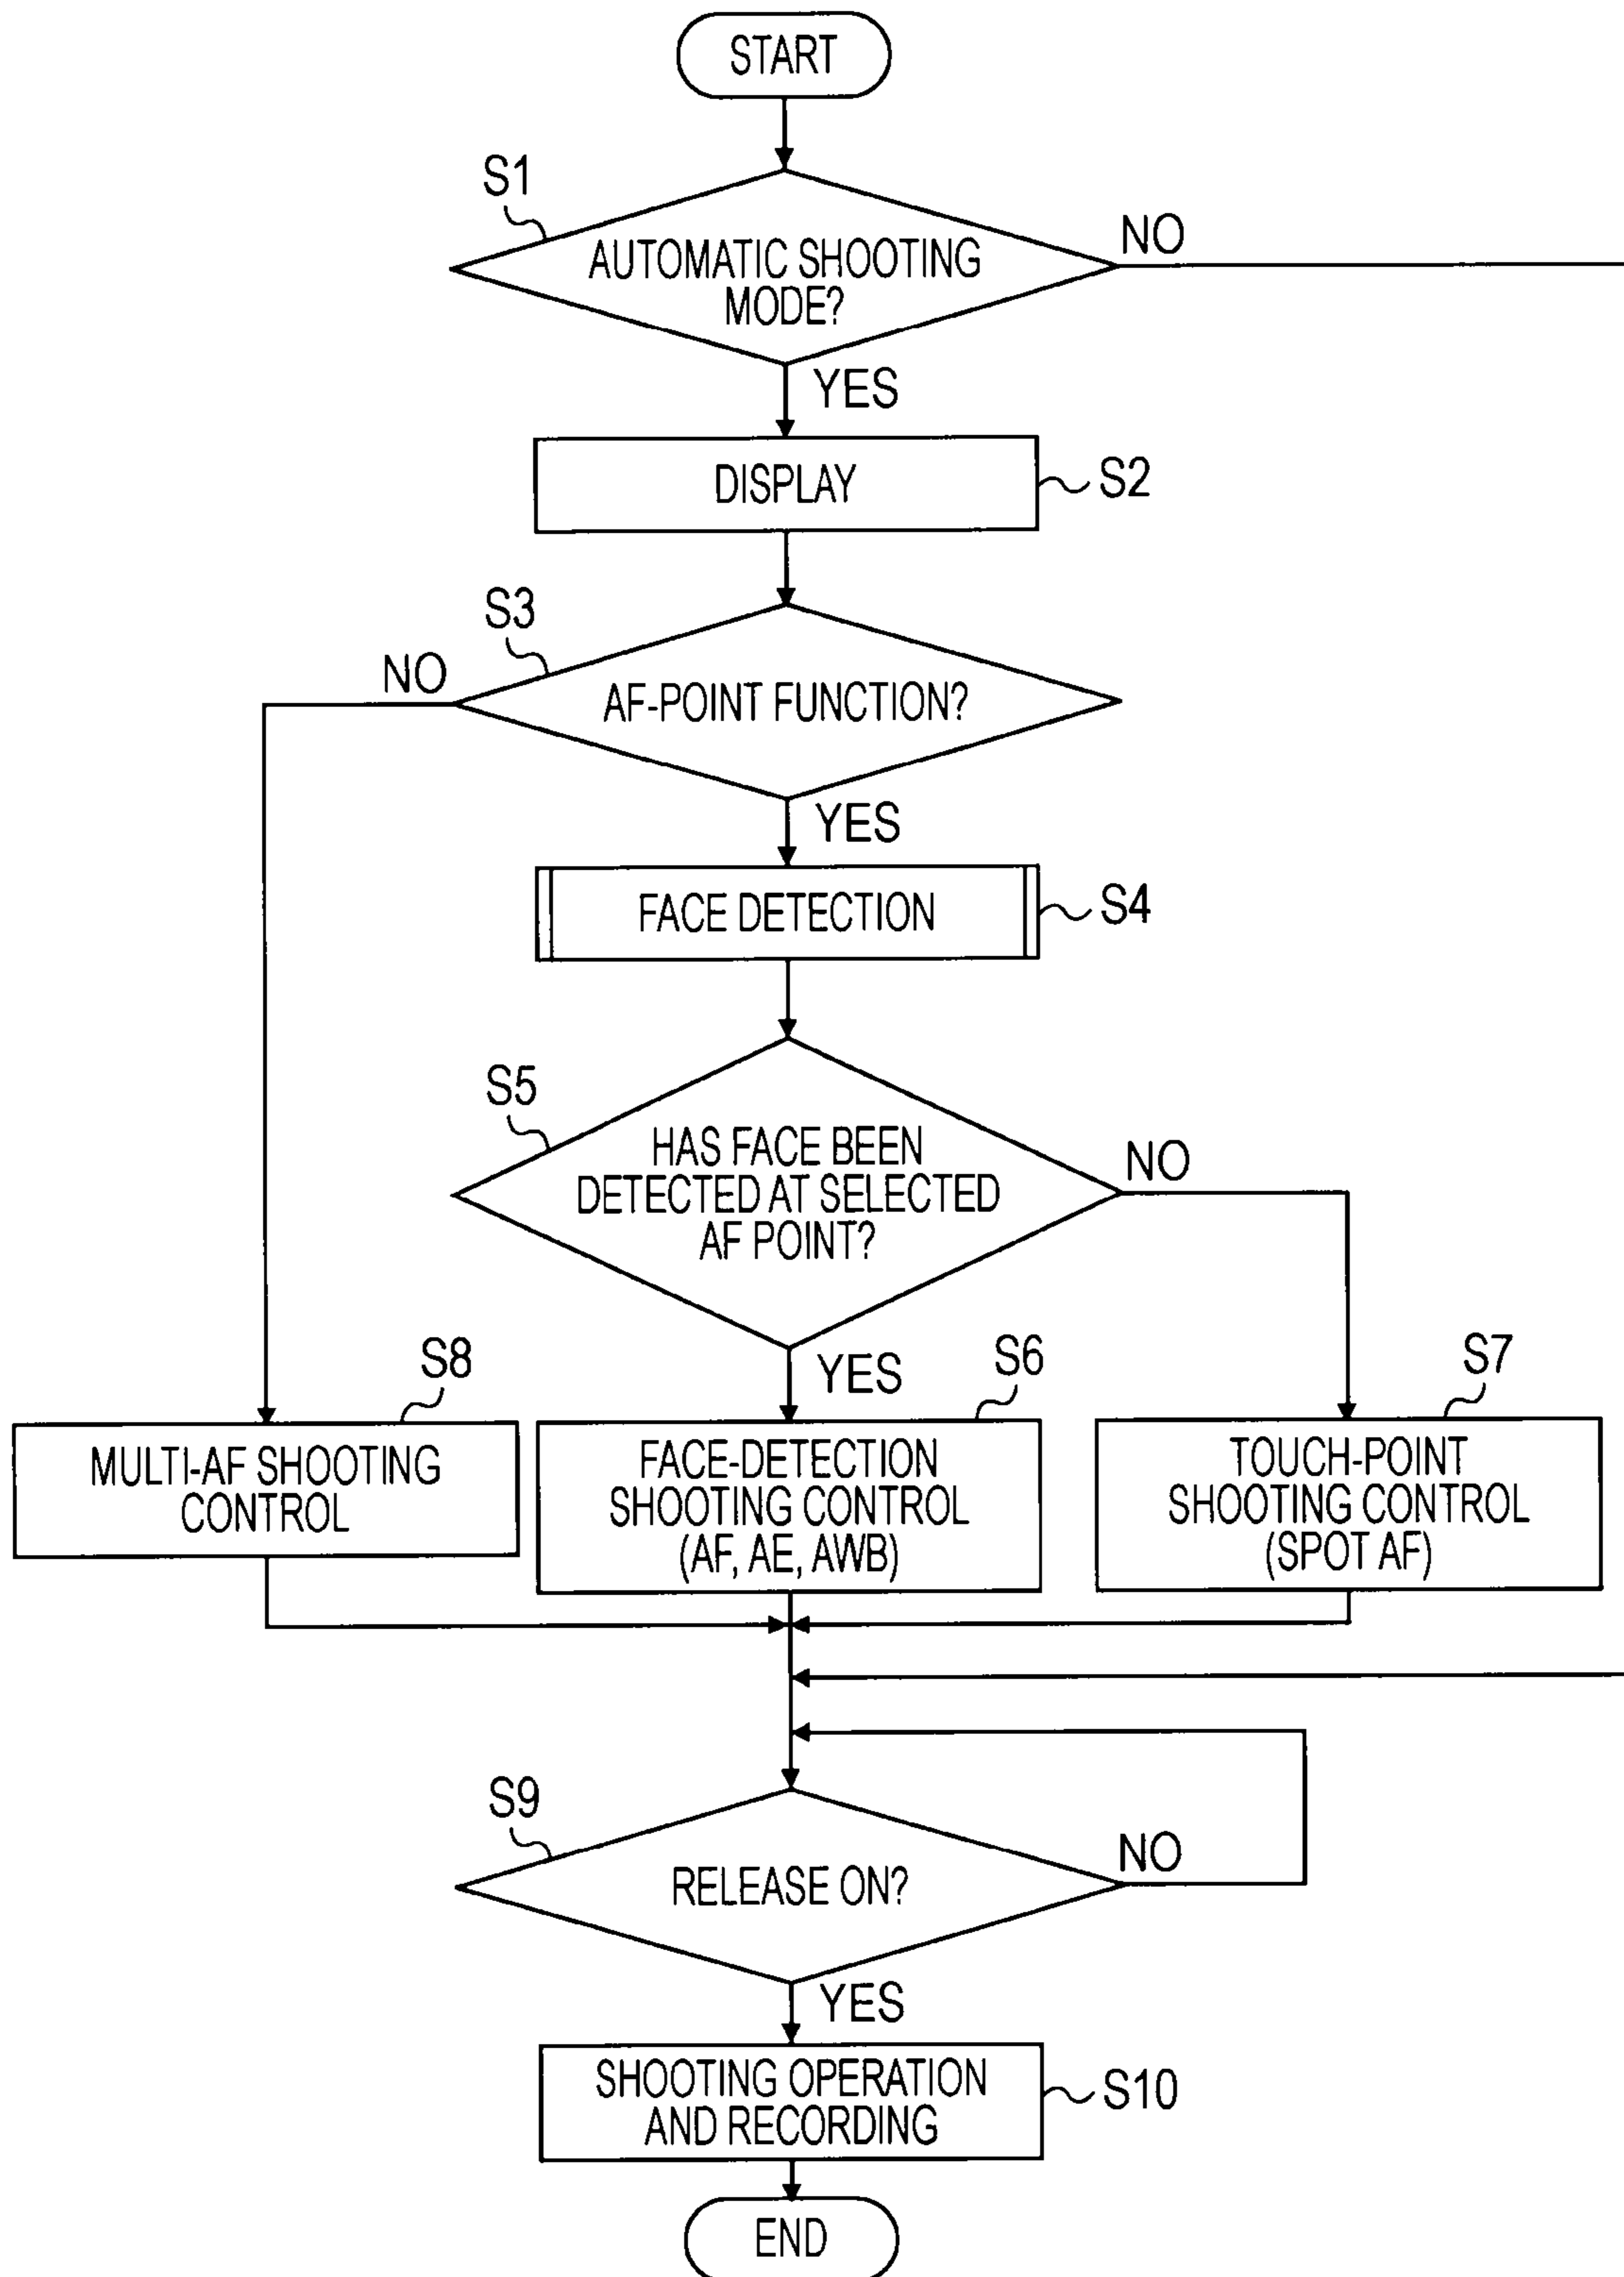 START
S1
NO
AUTOMATIC SHOOTING
MODE?
YES
DISPLAY
S2
S3
NO
AF-POINT FUNCTION?
YES
FACE DETECTION
S4
S5
HAS FACE BEEN
DETECTED AT SELECTED
AF POINT?
NO
YES
S8
S6
S7
MULTI-AF SHOOTING
CONTROL
FACE-DETECTION
SHOOTING CONTROL
(AF, AE, AWB)
TOUCH-POINT
SHOOTING CONTROL
(SPOT AF)
S9
RELEASE ON?
NO
YES
SHOOTING OPERATION
AND RECORDING
S10
END